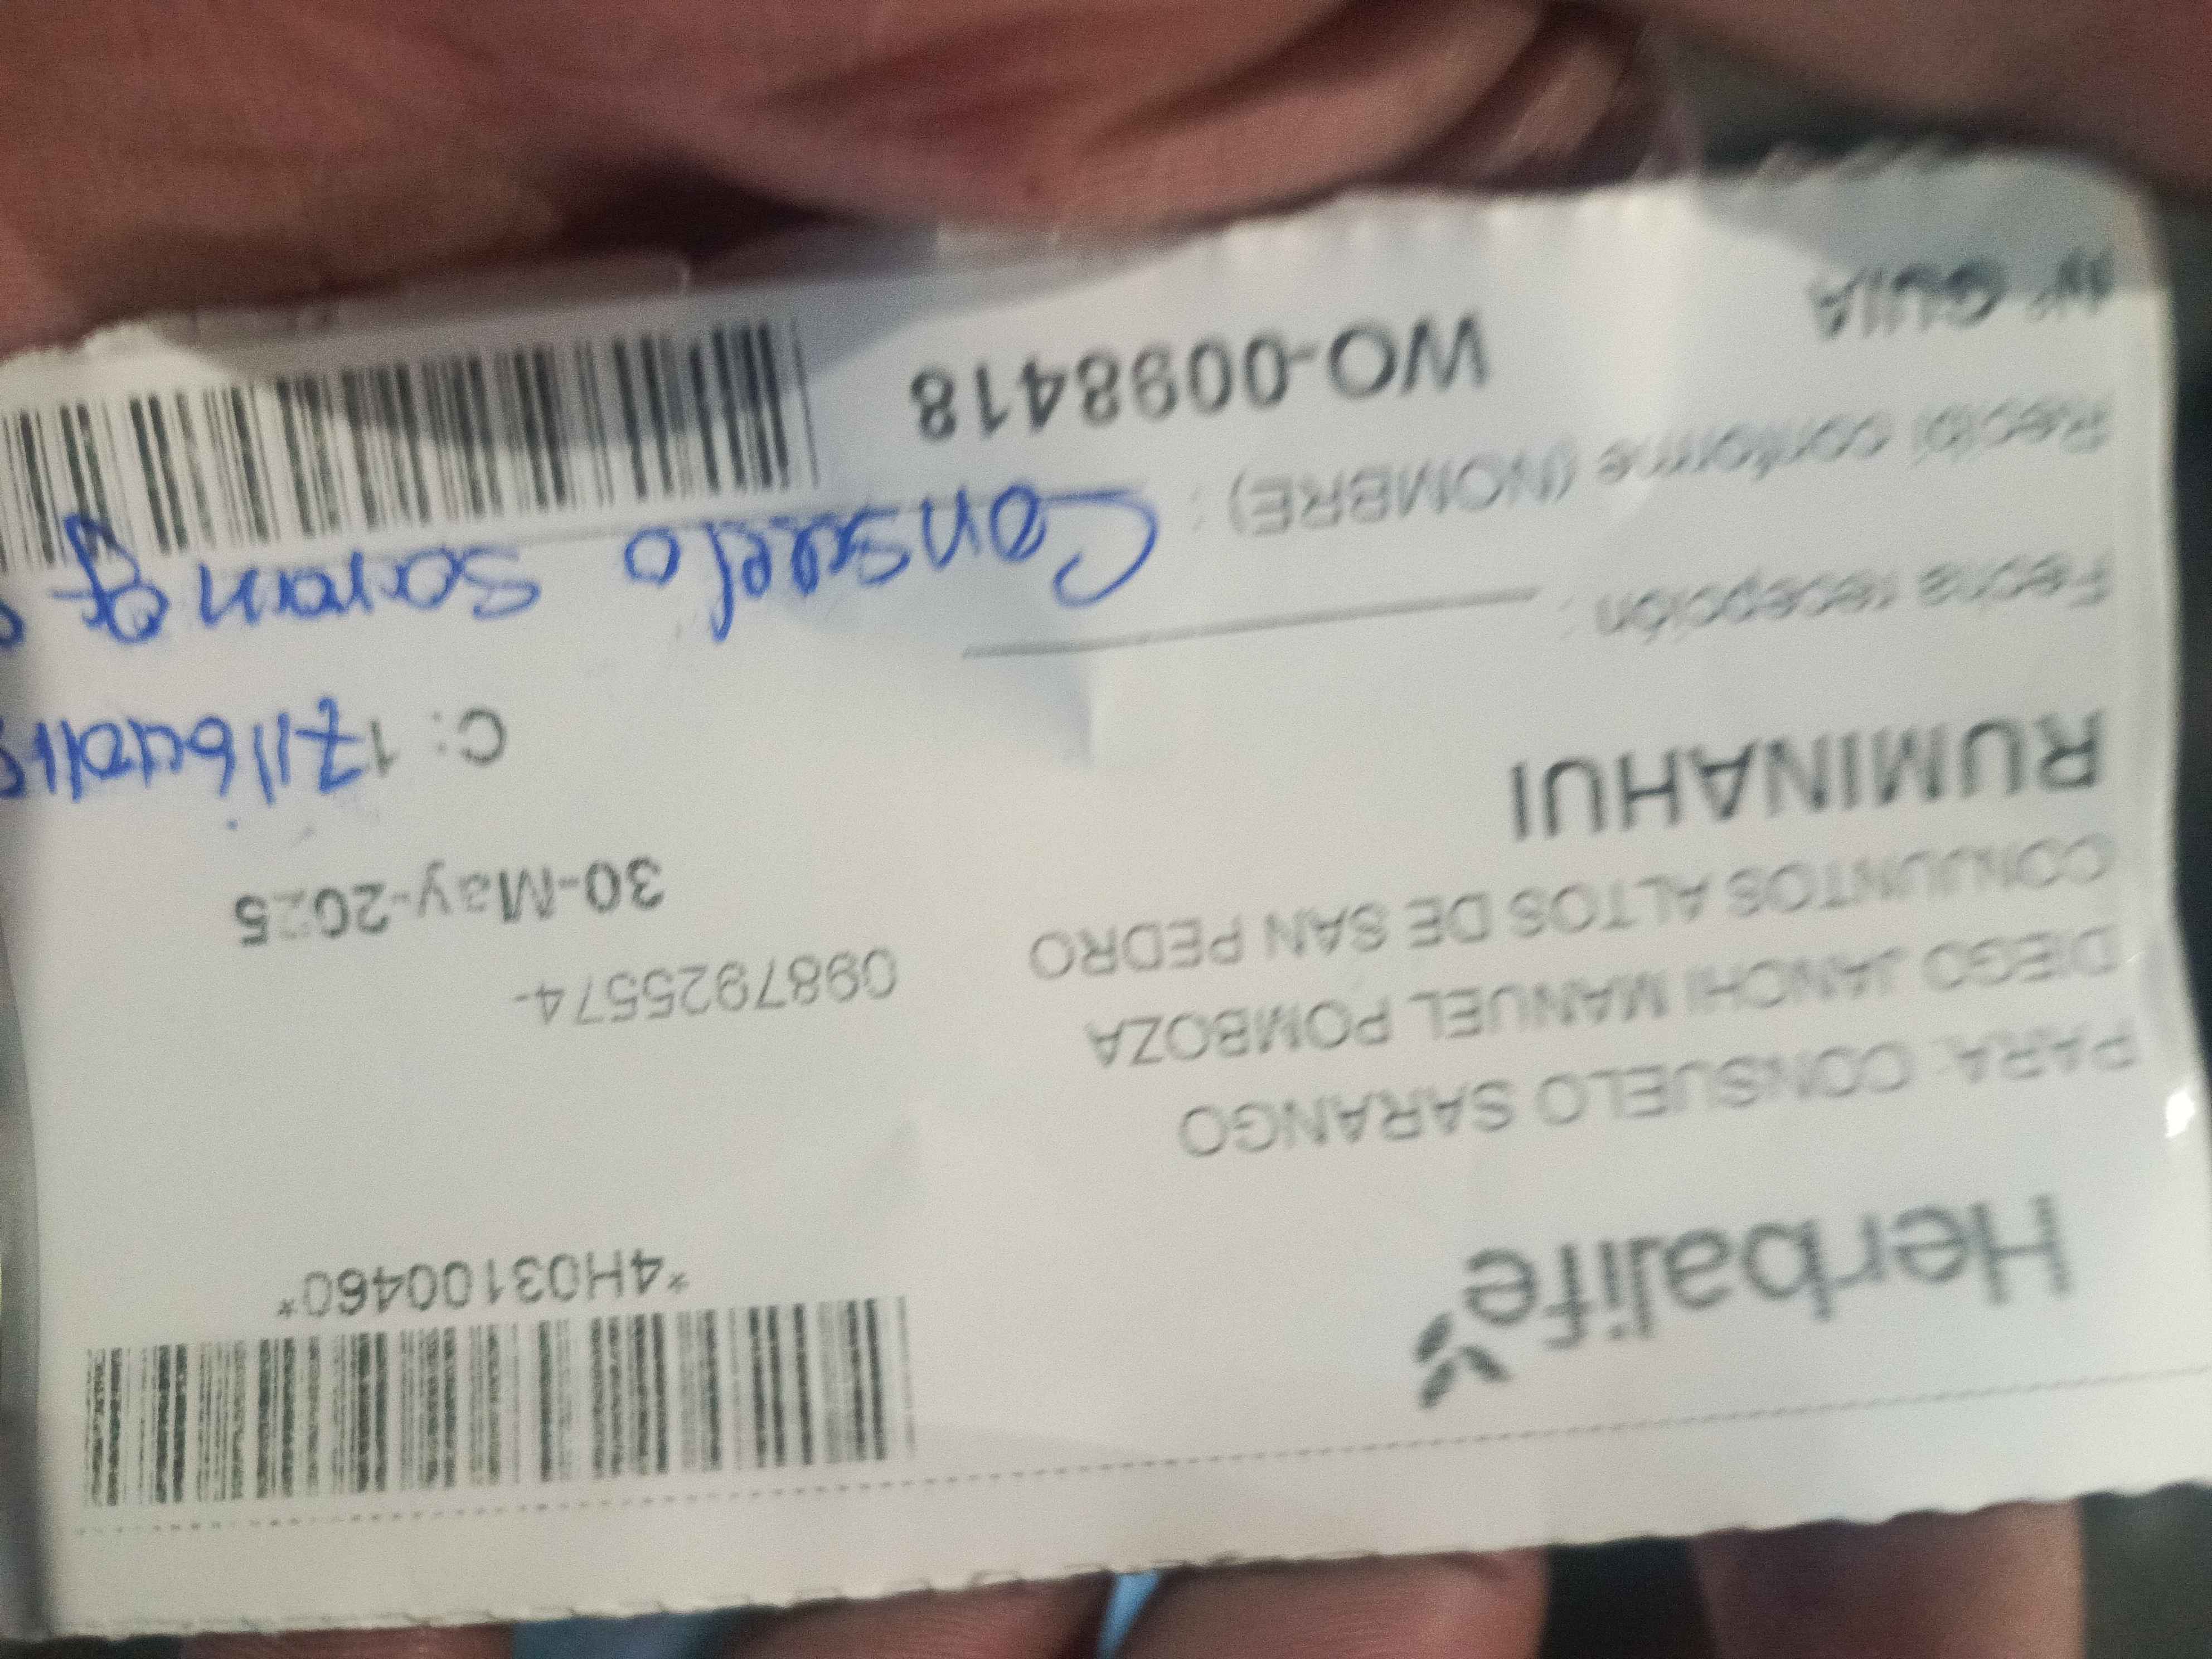 Herbalife
*4H03100460*
PARA: CONSUELO SARANGO
DIEGO JANCHI MANUEL POMBOZA
0987925574-
CONJUNTOS ALTOS DE SAN PEDRO
30-May-2025
RUMINAHUI
C: 1
Fecha recepción :
Recibí conforme (NOMBRE) : Consuelo Sarango
Nº GUIA WO-0098418